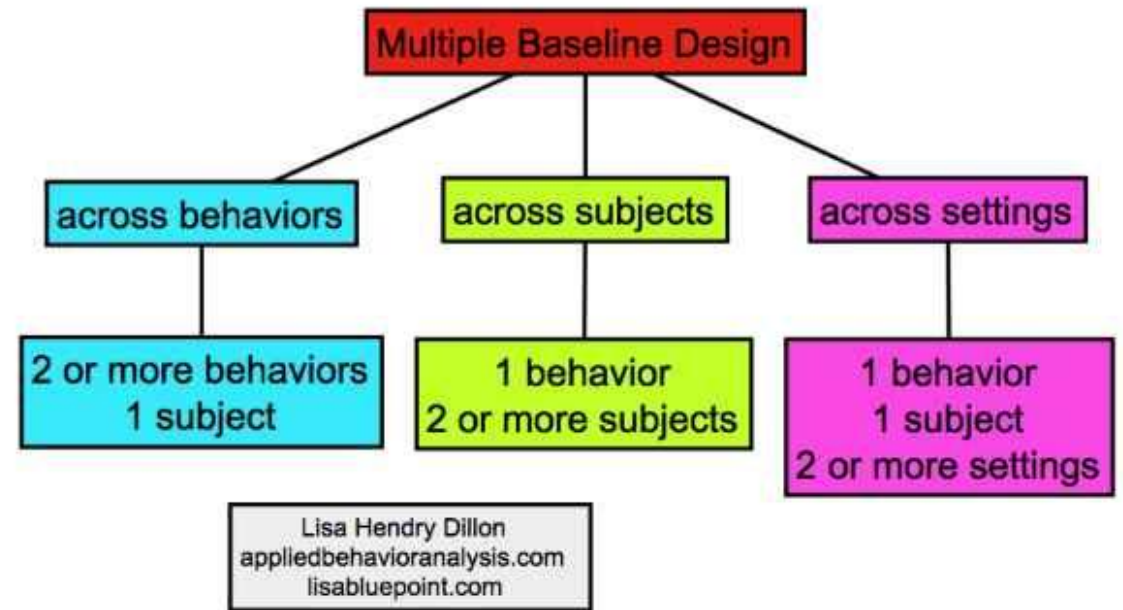 Multiple Baseline Design
across behaviors
across subjects
across settings
2 or more behaviors
1 subject
1 behavior
2 or more subjects
1 behavior
1 subject
2 or more settings
Lisa Hendry Dillon
appliedbehavioranalysis.com
lisabluepoint.com